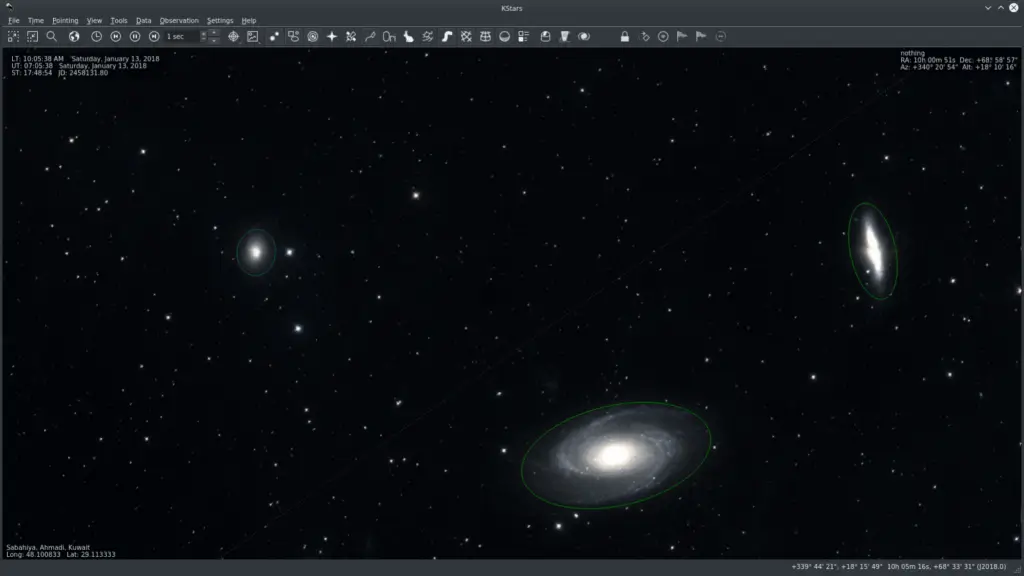 KStars
File Time Pointing View Tools Data Observation Settings Help
1 sec
LT: 10:05:38 AM Saturday, January 13, 2018
UT: 07:05:38 Saturday, January 13, 2018
ST: 17:48:54 JD: 2458131.80
nothing
RA: 10h 00m 51s Dec: +68° 58' 57"
Az: +340° 20' 54" Alt: +18° 10' 16"
Sabahiya, Ahmadi, Kuwait
Long: 48.100833 Lat: 29.113333
+339° 44' 21", +18° 15' 49" 10h 05m 16s, +68° 33' 31" (J2018.0)